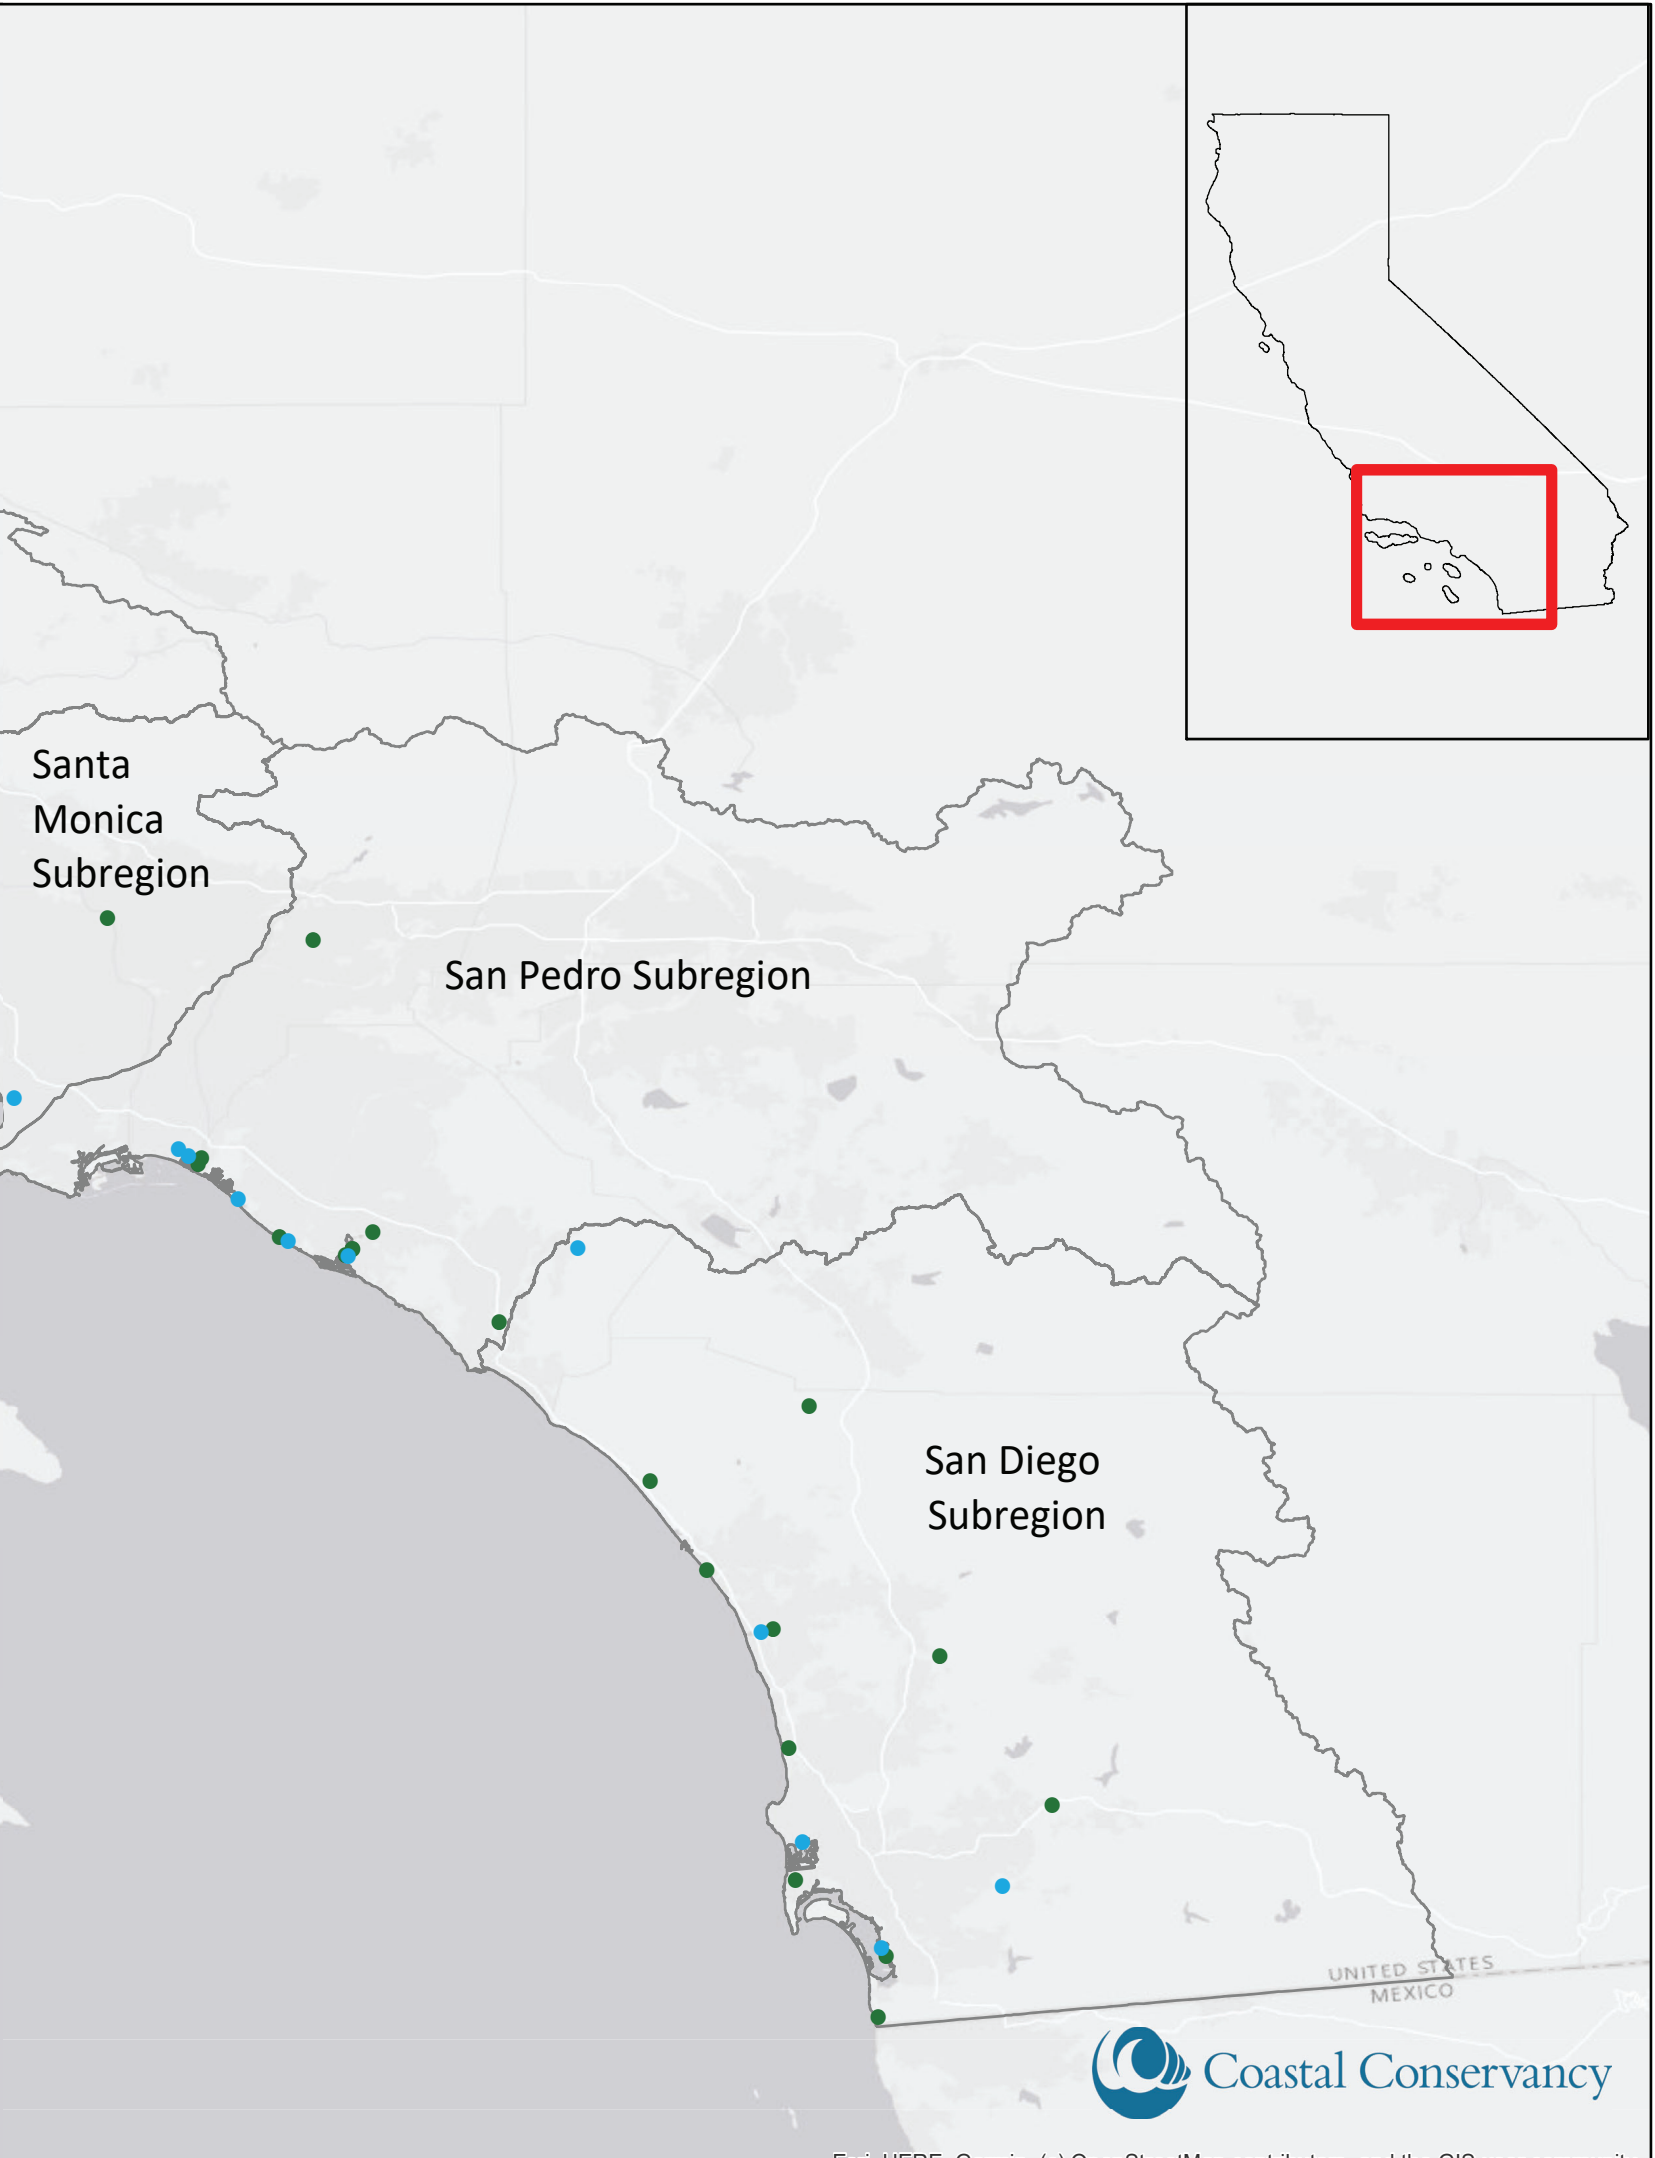 Santa
Monica
Subregion
San Pedro Subregion
San Diego
Subregion
UNITED STATES
MEXICO
Coastal Conservancy